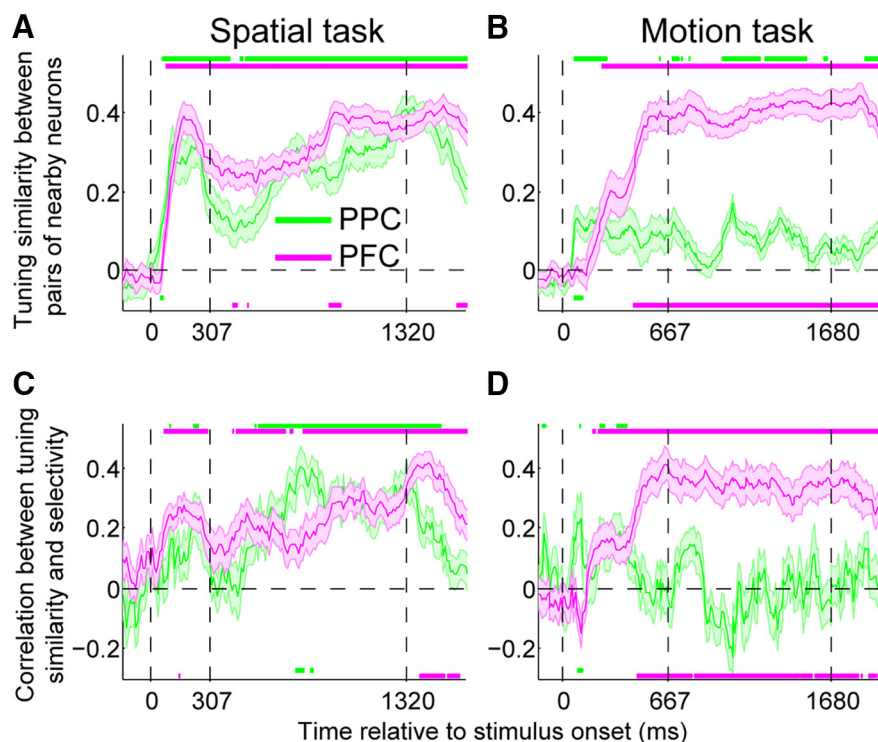 A
Spatial task
B
Motion task
Tuning similarity between
pairs of nearby neurons
0.4
0.2
0
PPC
PFC
0 307 1320
0.4
0.2
0
0 667 1680
C
D
Correlation between tuning
similarity and selectivity
0.4
0.2
0
−0.2
0 307 1320
0.4
0.2
0
−0.2
0 667 1680
Time relative to stimulus onset (ms)